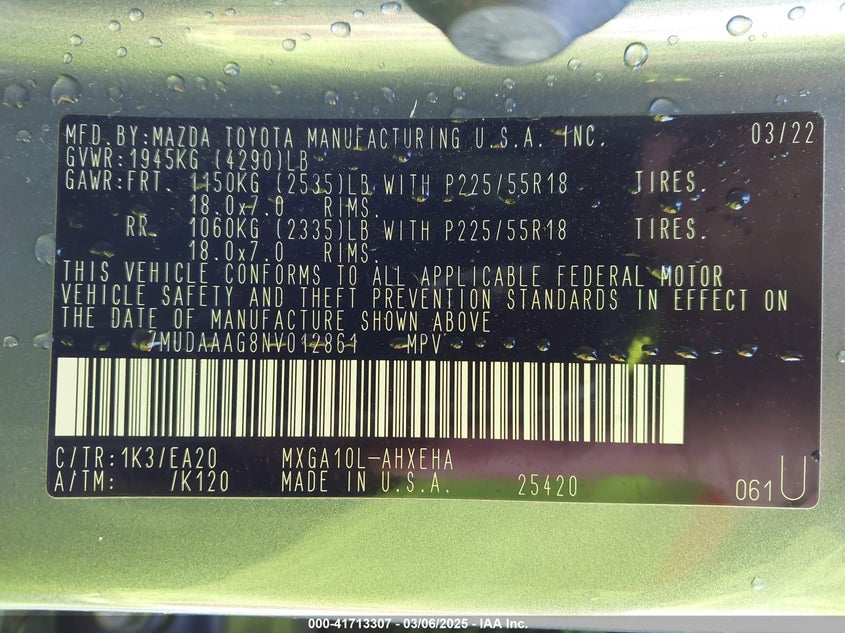 MFD. BY: MAZDA TOYOTA MANUFACTURING U.S.A. INC. 03/22
GVWR: 1945KG (4290)LB
GAWR: FRT. 1150KG (2535)LB WITH P225/55R18 TIRES.
18.0x7.0 RIMS.
RR. 1060KG (2335)LB WITH P225/55R18 TIRES.
18.0x7.0 RIMS.
THIS VEHICLE CONFORMS TO ALL APPLICABLE FEDERAL MOTOR
VEHICLE SAFETY AND THEFT PREVENTION STANDARDS IN EFFECT ON
THE DATE OF MANUFACTURE SHOWN ABOVE
7MUDAAAG8NV012861 MPV
C/TR: 1K3/EA20 MXGA10L-AHXEHA
A/TM: /K120 MADE IN U.S.A. 25420 061U
000-41713307 - 03/06/2025 - IAA Inc.